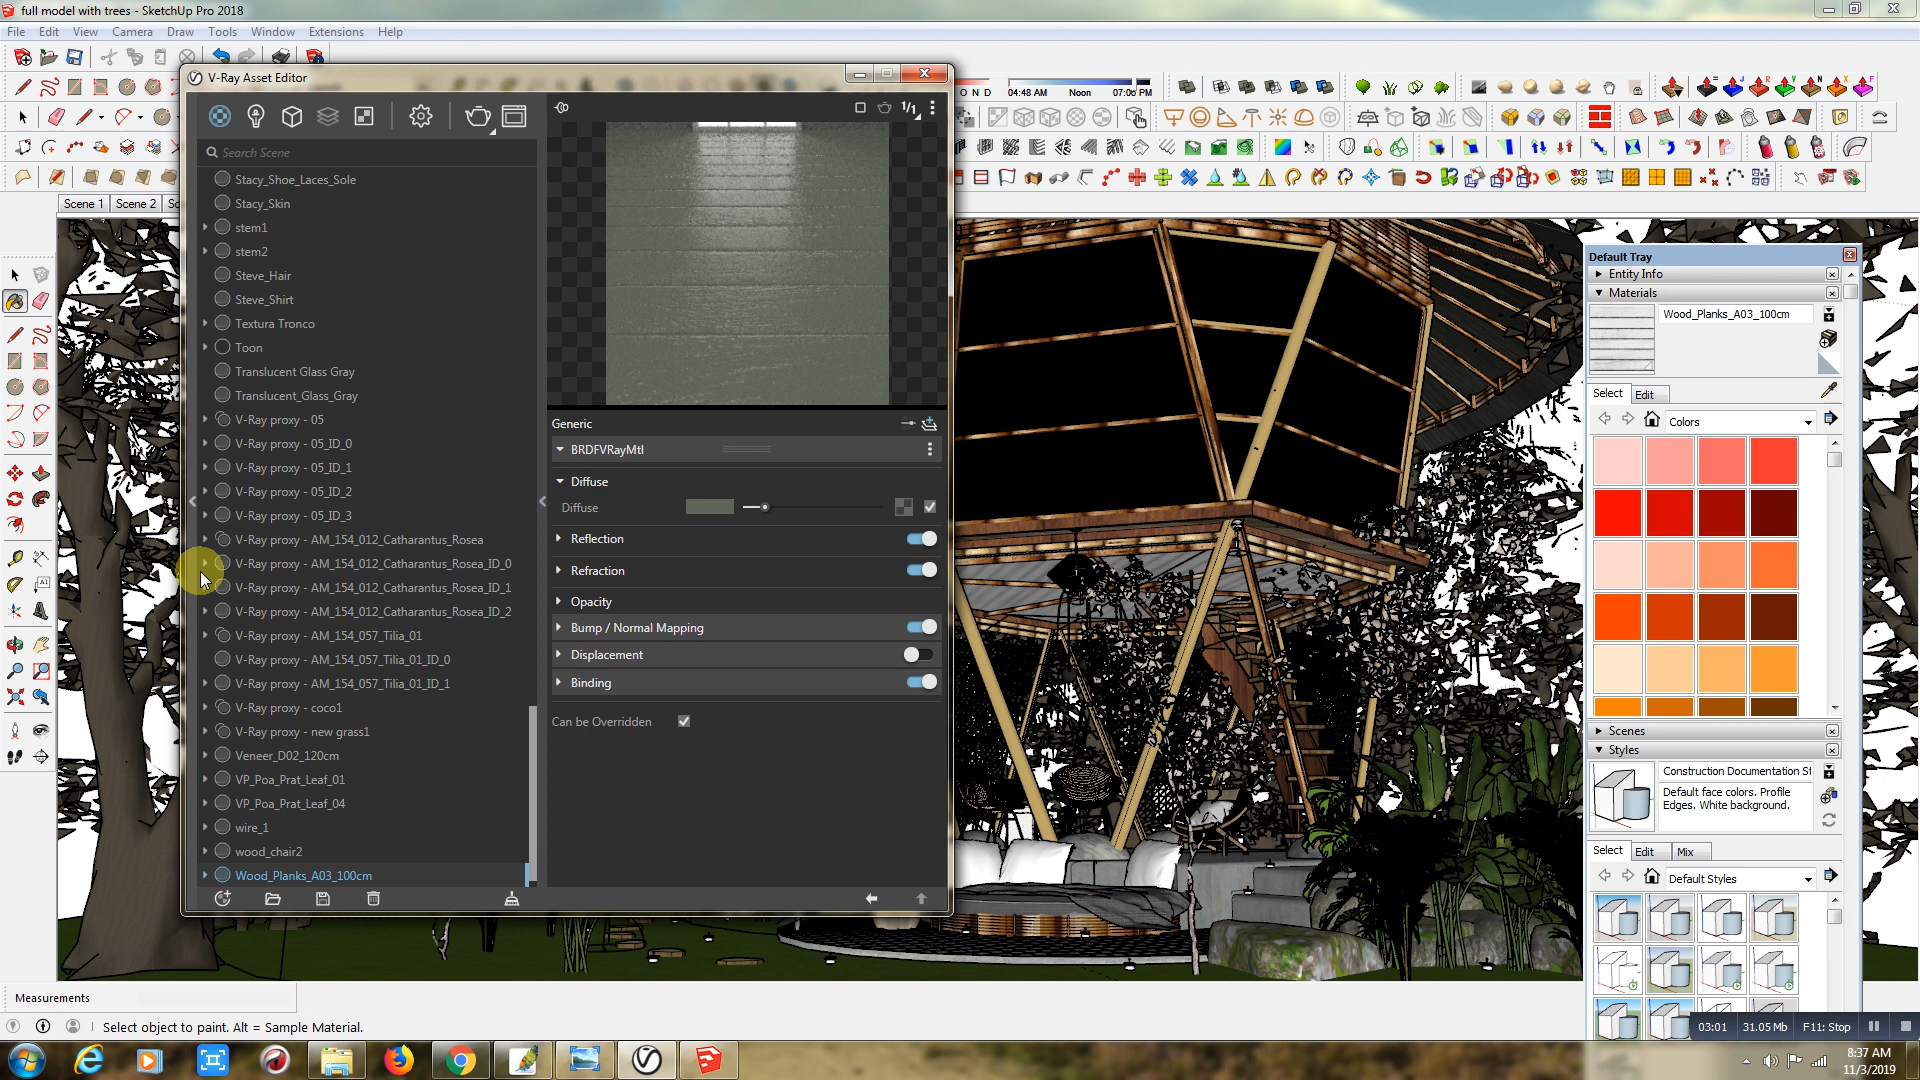 full model with trees - SketchUp Pro 2018
File Edit View Camera Draw Tools Window Extensions Help
V-Ray Asset Editor
O N D 04:48 AM Noon 07:06 PM
1/1
Search Scene
Scene 1 Scene 2
Stacy_Shoe_Laces_Sole
Stacy_Skin
stem1
stem2
Steve_Hair
Steve_Shirt
Textura Tronco
Toon
Translucent Glass Gray
Translucent_Glass_Gray
V-Ray proxy - 05
V-Ray proxy - 05_ID_0
V-Ray proxy - 05_ID_1
V-Ray proxy - 05_ID_2
V-Ray proxy - 05_ID_3
V-Ray proxy - AM_154_012_Catharantus_Rosea
V-Ray proxy - AM_154_012_Catharantus_Rosea_ID_0
V-Ray proxy - AM_154_012_Catharantus_Rosea_ID_1
V-Ray proxy - AM_154_012_Catharantus_Rosea_ID_2
V-Ray proxy - AM_154_057_Tilia_01
V-Ray proxy - AM_154_057_Tilia_01_ID_0
V-Ray proxy - AM_154_057_Tilia_01_ID_1
V-Ray proxy - coco1
V-Ray proxy - new grass1
Veneer_D02_120cm
VP_Poa_Prat_Leaf_01
VP_Poa_Prat_Leaf_04
wire_1
wood_chair2
Wood_Planks_A03_100cm
Generic
BRDFVRayMtl
Diffuse
Diffuse
Reflection
Refraction
Opacity
Bump / Normal Mapping
Displacement
Binding
Can be Overridden
Default Tray
Entity Info
Materials
Wood_Planks_A03_100cm
Select Edit
Colors
Scenes
Styles
Construction Documentation St
Default face colors. Profile
Edges. White background.
Select Edit Mix
Default Styles
Measurements
Select object to paint. Alt = Sample Material.
03:01 31.05 Mb F11: Stop
8:37 AM
11/3/2019